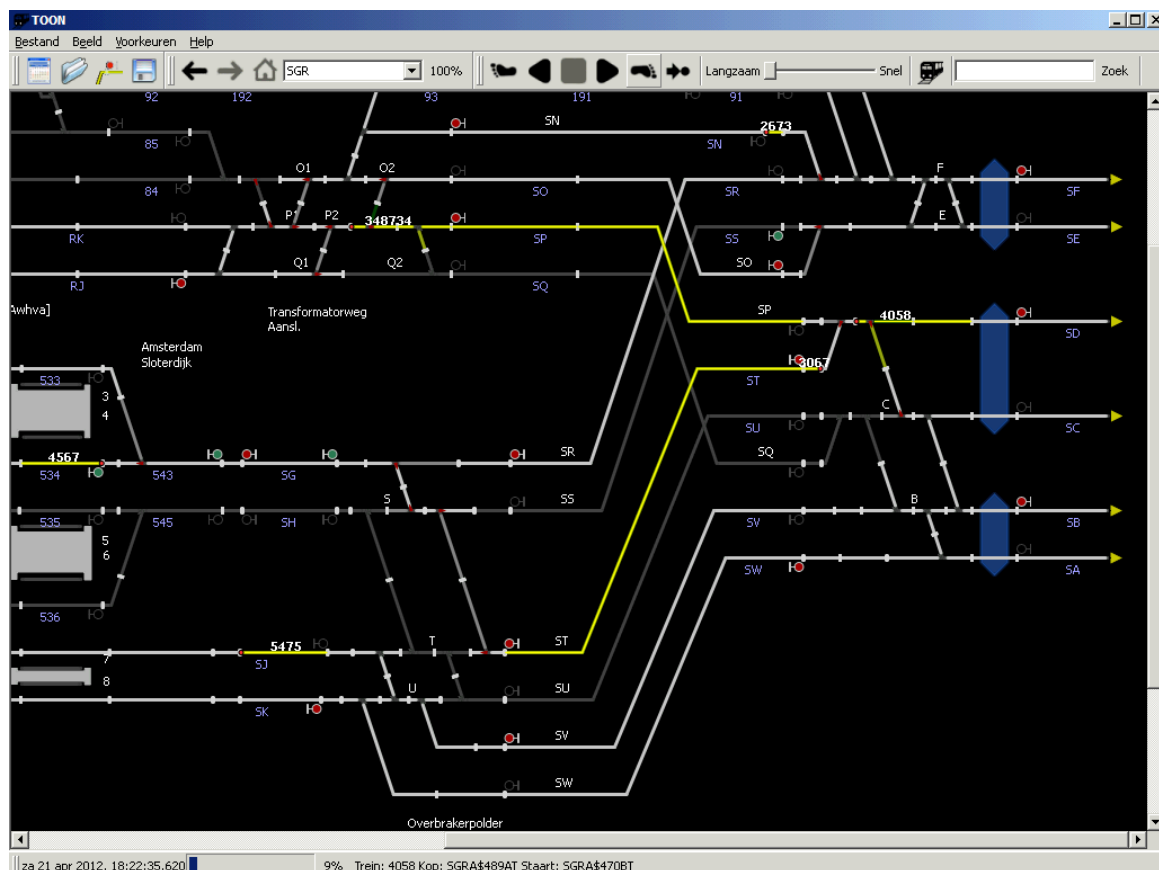 TOON
Bestand Beeld Voorkeuren Help
SGR 100% Langzaam Snel Zoek
92 192 93 191 91
SN 2673
85 SN
O1 O2 F
84 SO SR SF
P1 P2 348734 E
RK SP SS SE
Q1 Q2 SO
RJ SQ
Awhva] Transformatorweg SP 4058
Aansl. SD
Amsterdam
Sloterdijk 3067
533 ST
3 C
4 SU SC
4567 SR SQ
534 543 SG
S SS B
535 545 SH SV SB
5
6
SW SA
536
5475 T ST
7 SJ
8 U SU
SK
SV
SW
Overbrakerpolder
za 21 apr 2012, 18:22:35.620 9% Trein: 4058 Kop: SGRA$489AT Staart: SGRA$470BT